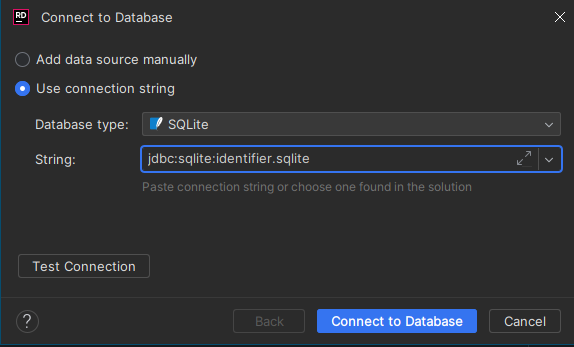 RD Connect to Database
Add data source manually
Use connection string
Database type: SQLite
String: jdbc:sqlite:identifier.sqlite
Paste connection string or choose one found in the solution
Test Connection
? Back Connect to Database Cancel